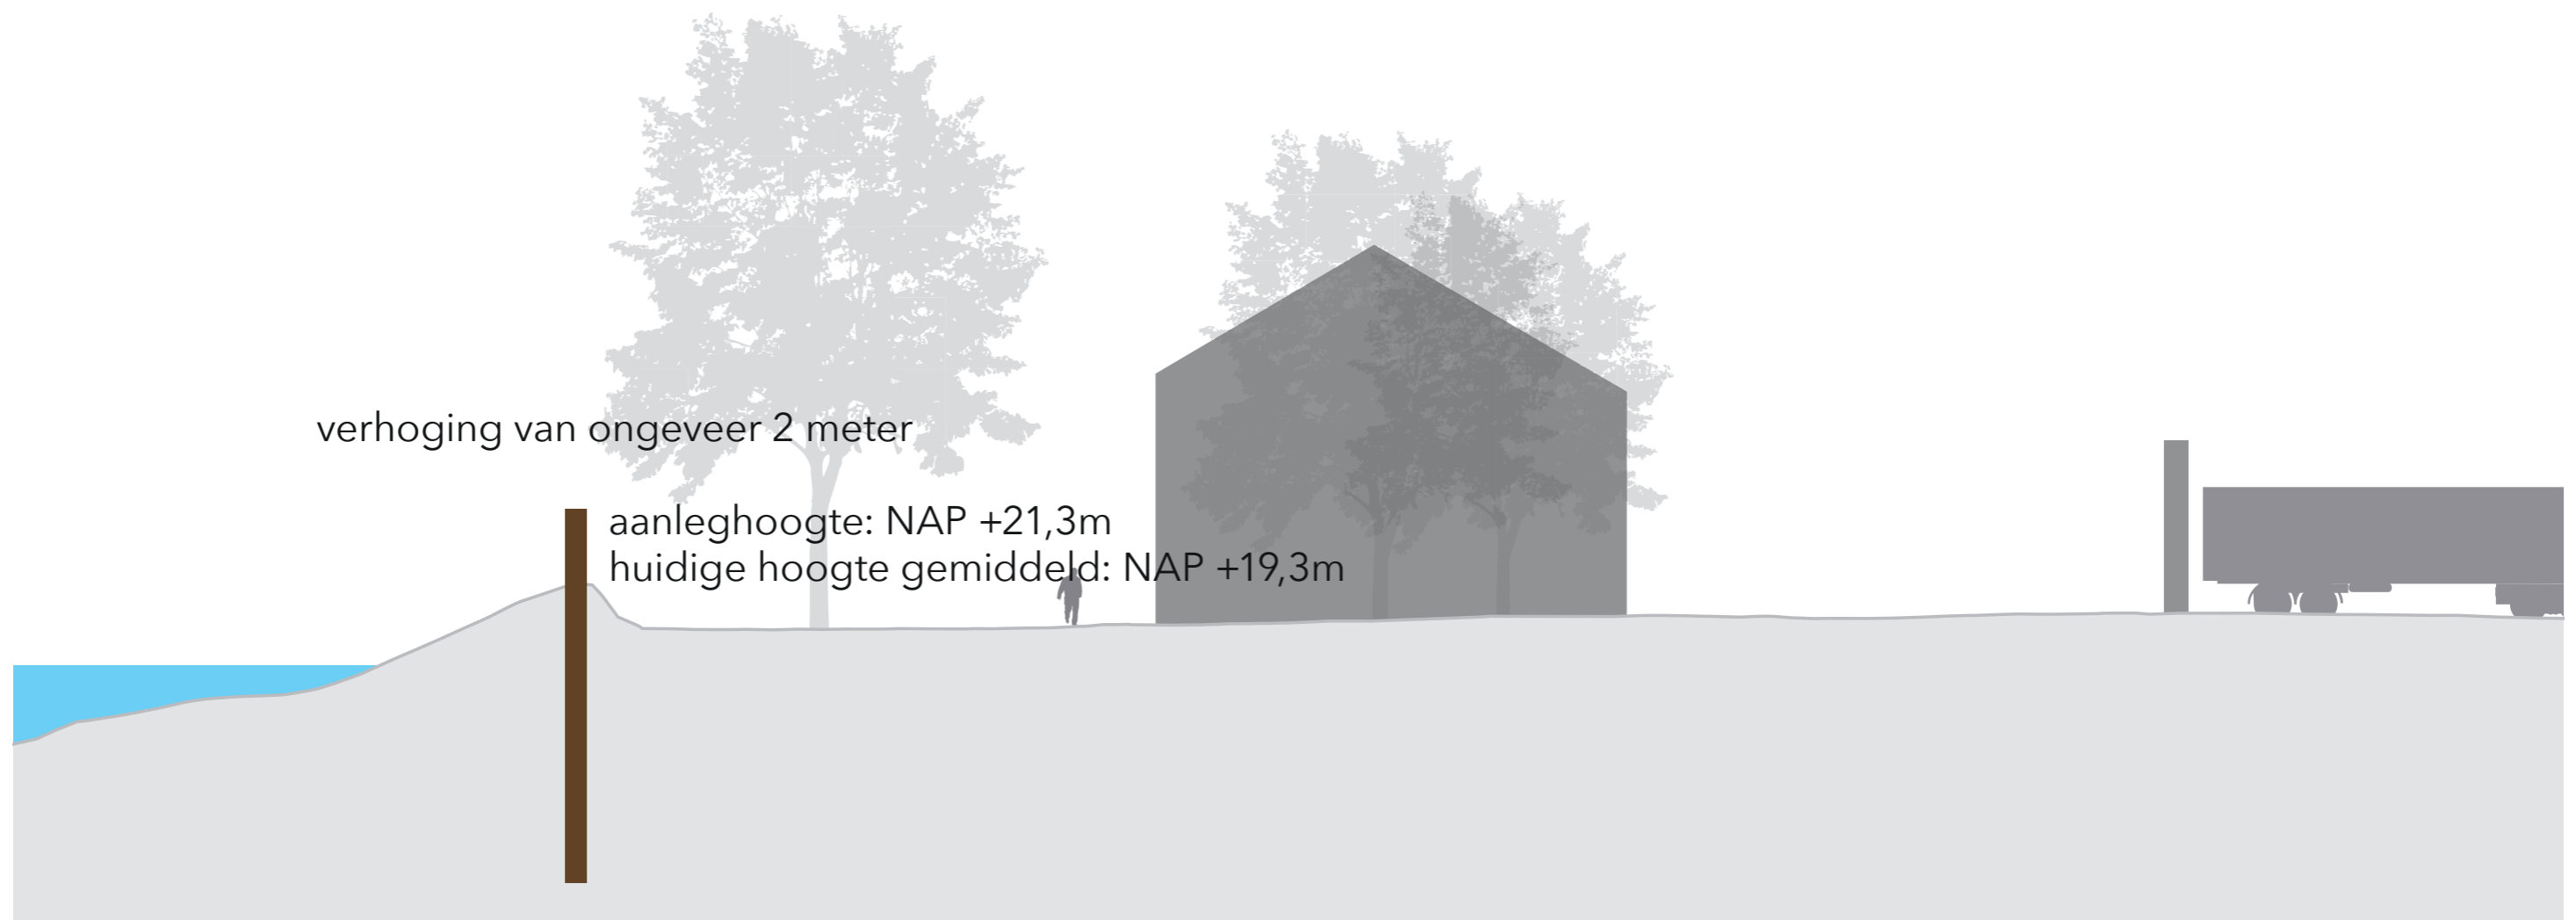 verhoging van ongeveer 2 meter
aanleghoogte: NAP +21,3m
huidige hoogte gemiddeld: NAP +19,3m